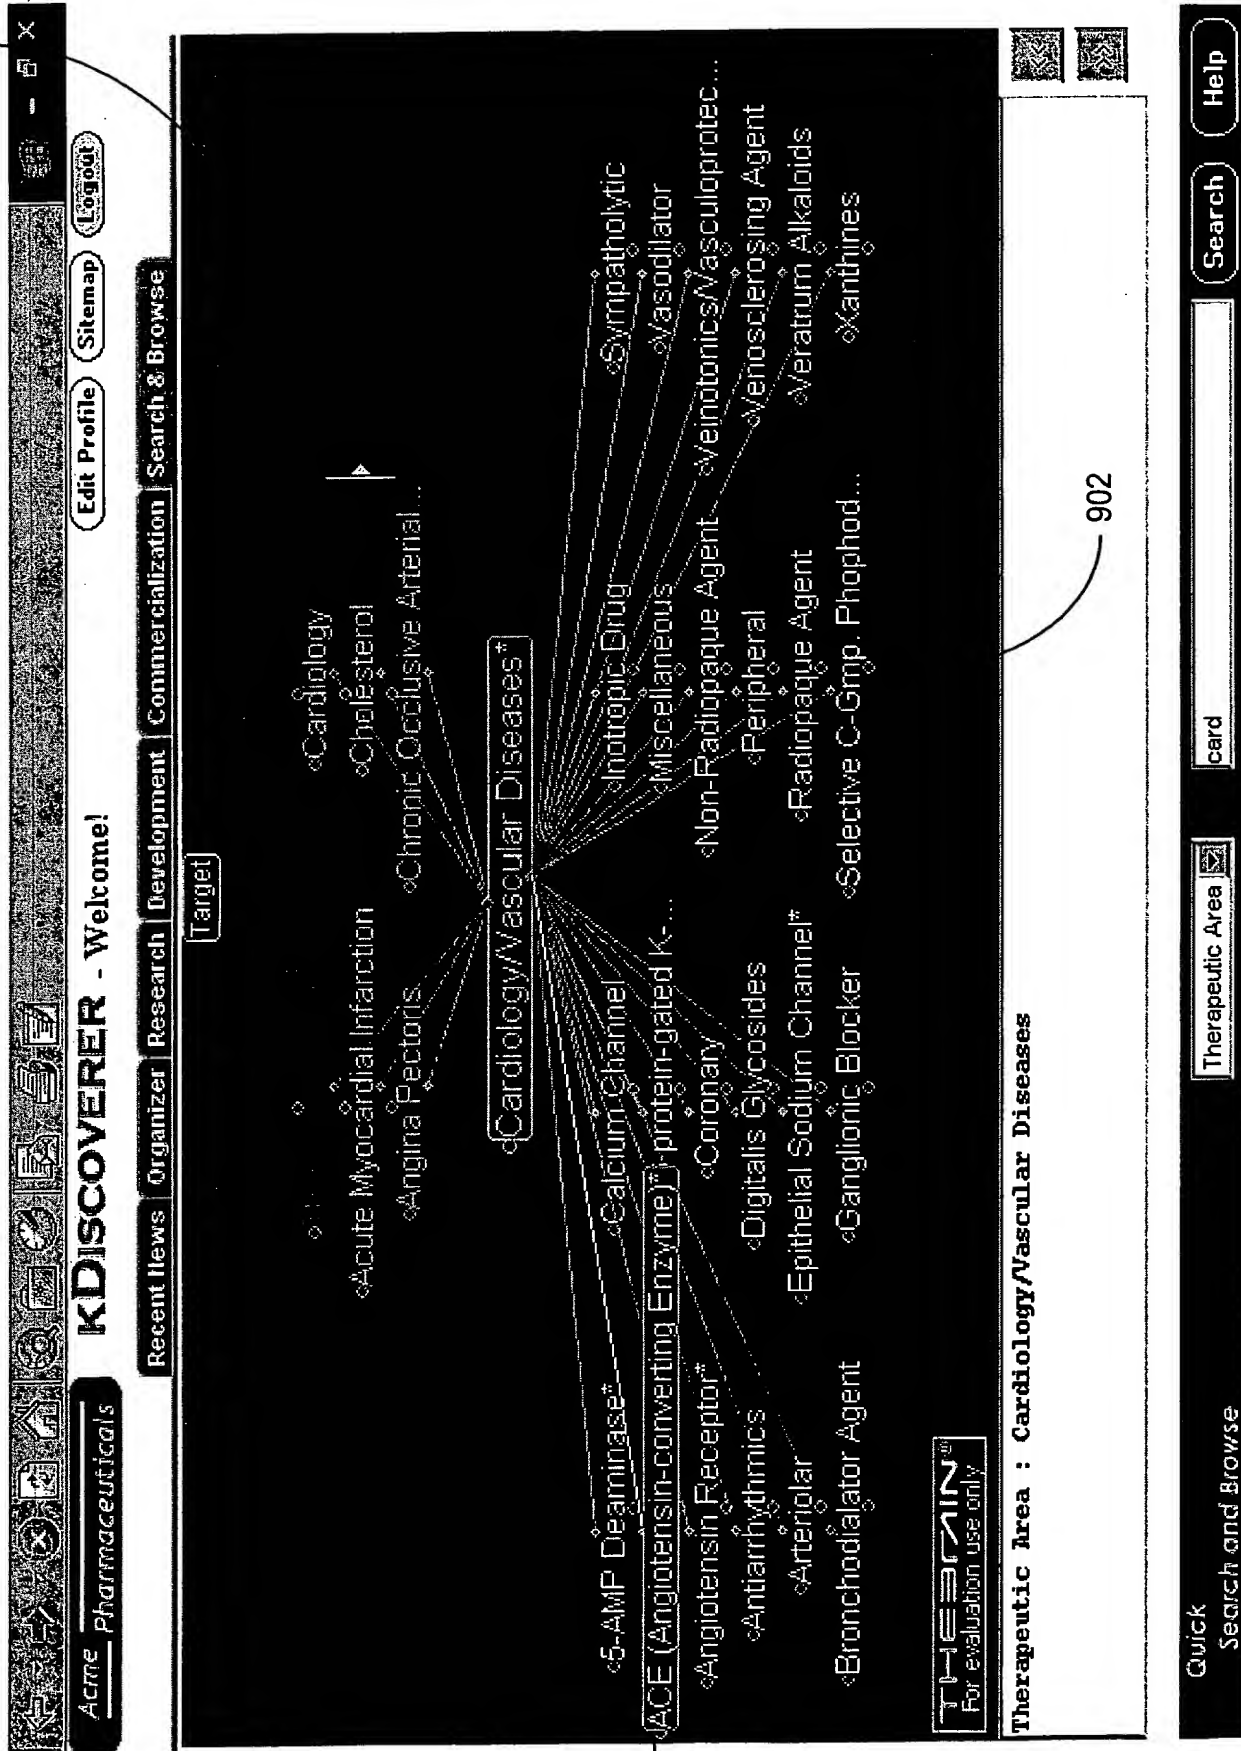 Acme
Pharmaceuticals
KDISCOVERER - Welcome!
Edit Profile
Sitemap
Logout
Recent News
Organizer
Research
Development
Commercialization
Search & Browse
Target
Cardiology
Acute Myocardial Infarction
Cholesterol
Angina Pectoris
Chronic Occlusive Arterial...
Cardiology/Vascular Diseases*
5-AMP Deaminase*
Calcium Channel
Inotropic Drug
Sympatholytic
ACE (Angiotensin-converting Enzyme)*
-protein-gated K-...
Miscellaneous
Vasodilator
Angiotensin Receptor*
Coronary
Non-Radiopaque Agent
Veinotonics/Vasculoprotec...
Antiarrhythmics
Digitalis Glycosides
Peripheral
Venosclerosing Agent
Arteriolar
Epithelial Sodium Channel*
Radiopaque Agent
Veratrum Alkaloids
Bronchodialator Agent
Ganglionic Blocker
Selective C-Gmp. Phophod...
Xanthines
THEBRAIN®
For evaluation use only
Therapeutic Area : Cardiology/Vascular Diseases
902
Quick
Search and Browse
Therapeutic Area
card
Search
Help